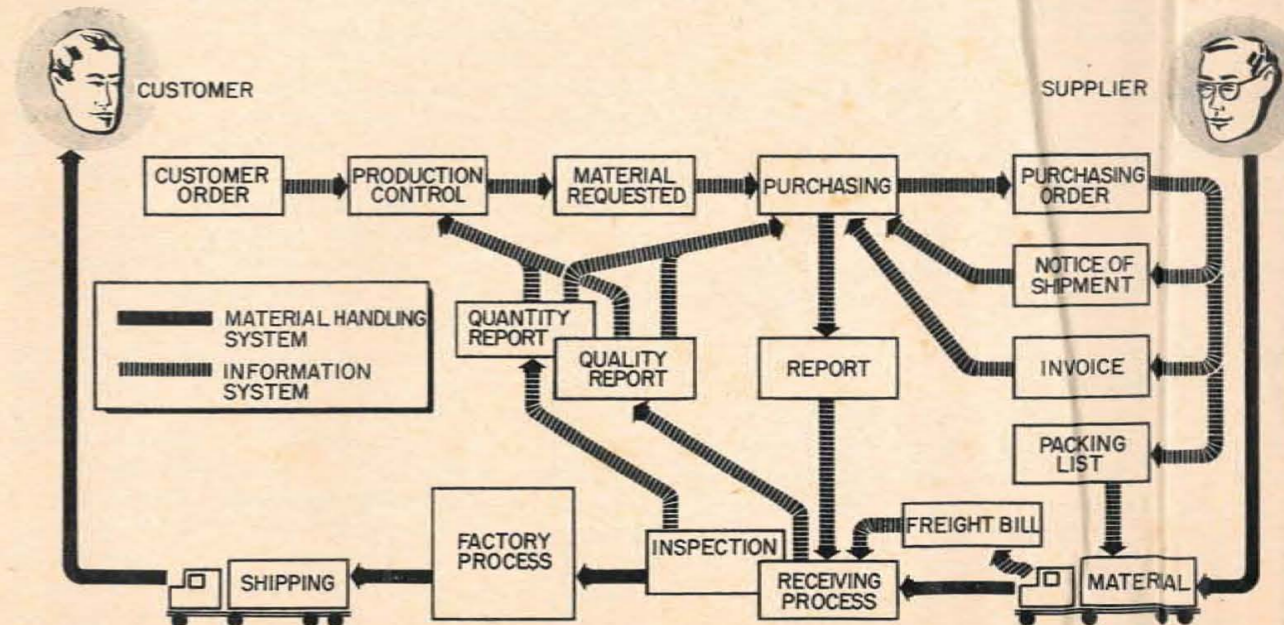 CUSTOMER
SUPPLIER
CUSTOMER
ORDER
PRODUCTION
CONTROL
MATERIAL
REQUESTED
PURCHASING
PURCHASING
ORDER
NOTICE OF
SHIPMENT
MATERIAL HANDLING
SYSTEM
INFORMATION
SYSTEM
QUANTITY
REPORT
QUALITY
REPORT
REPORT
INVOICE
PACKING
LIST
FACTORY
PROCESS
INSPECTION
FREIGHT BILL
SHIPPING
RECEIVING
PROCESS
MATERIAL